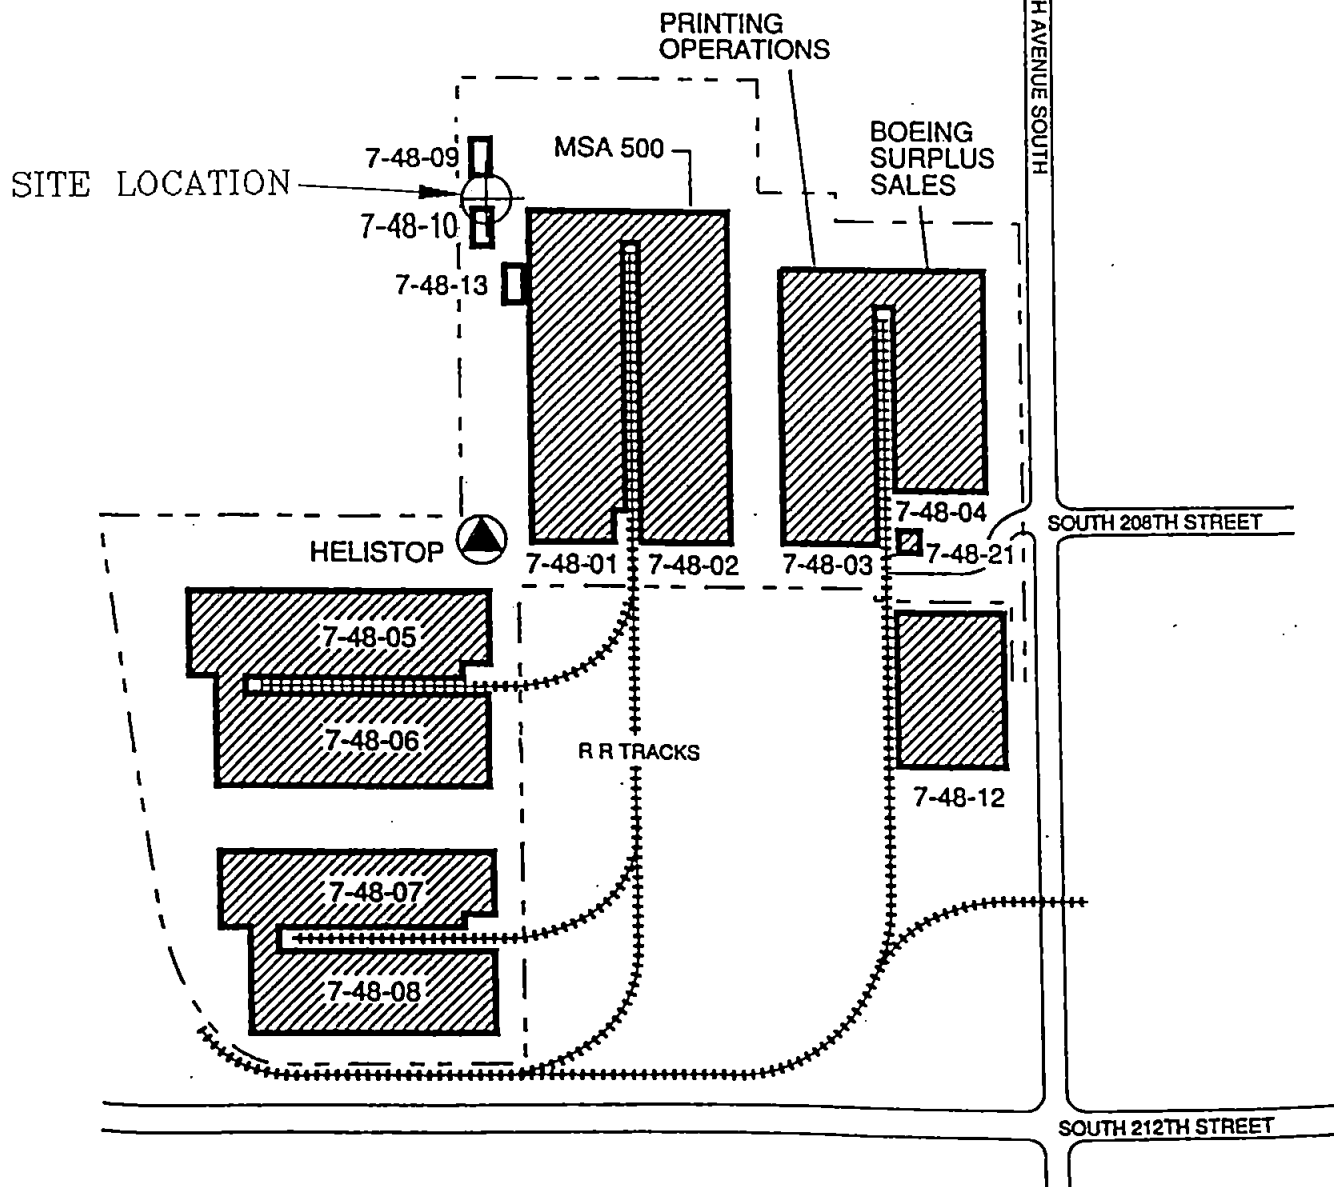 PRINTING
OPERATIONS
H AVENUE SOUTH
BOEING
SURPLUS
SALES
MSA 500
7-48-09
SITE LOCATION
7-48-10
7-48-13
7-48-04
SOUTH 208TH STREET
HELISTOP
7-48-01
7-48-02
7-48-03
7-48-21
7-48-05
7-48-06
R R TRACKS
7-48-12
7-48-07
7-48-08
SOUTH 212TH STREET